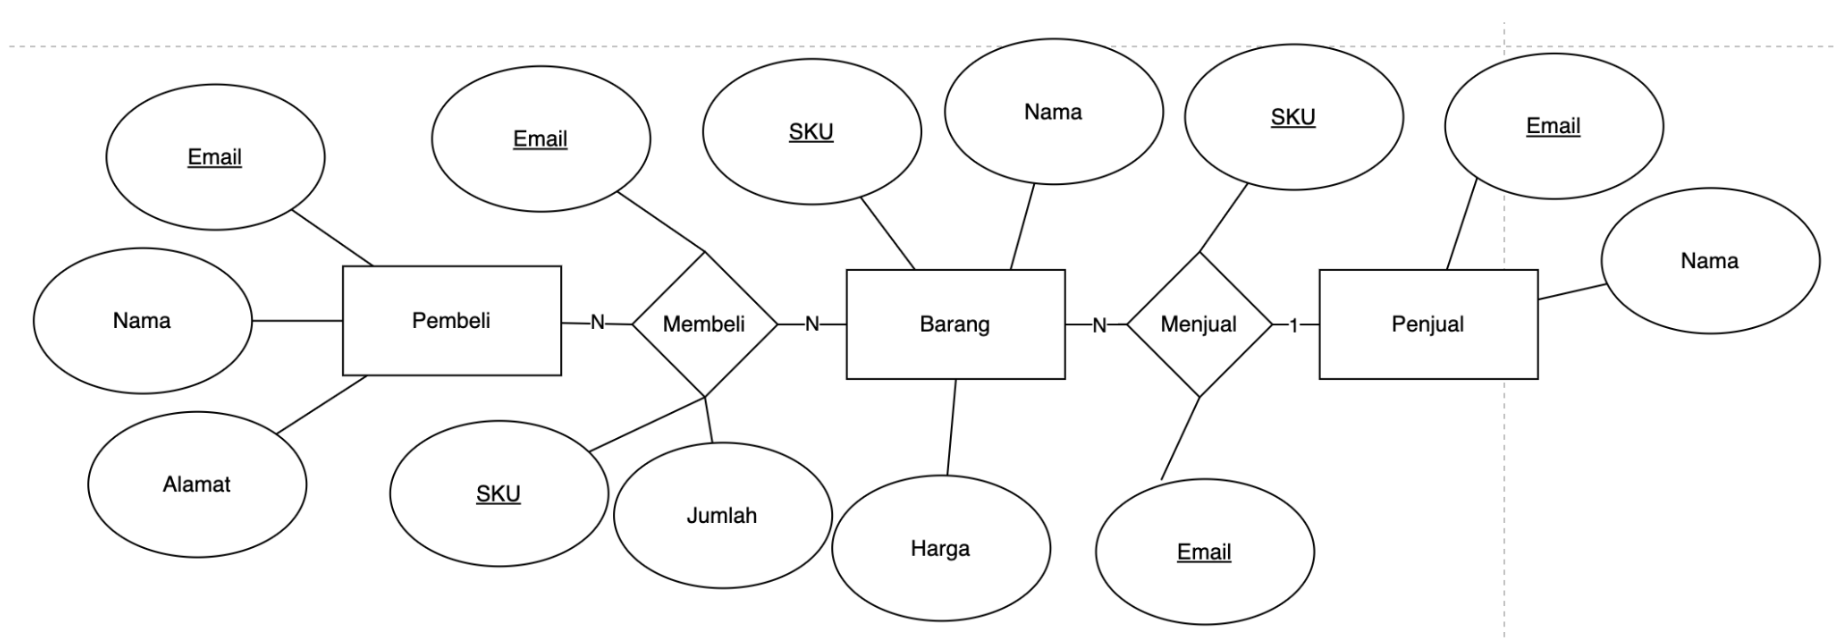 Nama
SKU
Email
SKU
Email
Email
Nama
Nama
Pembeli
N
Membeli
N
Barang
N
Menjual
1
Penjual
Alamat
SKU
Jumlah
Harga
Email